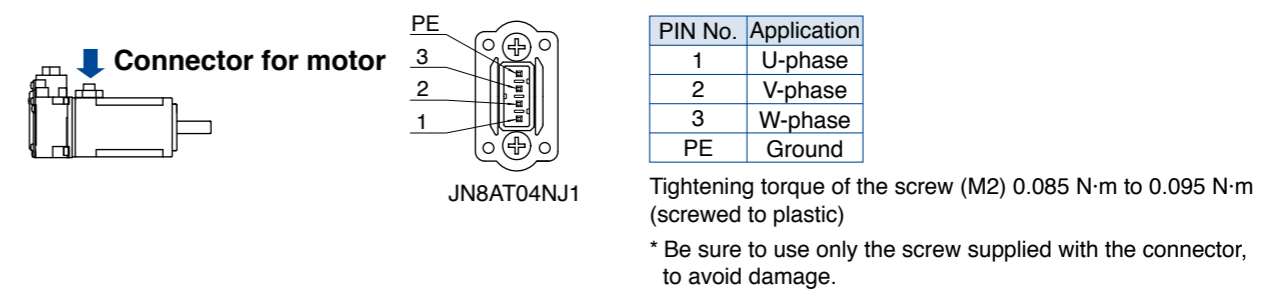 Connector for motor
PE
3
2
1
JN8AT04NJ1
PIN No. Application
1 U-phase
2 V-phase
3 W-phase
PE Ground
Tightening torque of the screw (M2) 0.085 N·m to 0.095 N·m
(screwed to plastic)
* Be sure to use only the screw supplied with the connector,
to avoid damage.